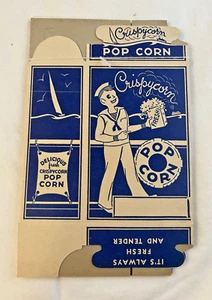 Crispycorn
POP CORN
Crispycorn
POP
CORN
DELICIOUS
fresh
CRISPYCORN
POP
CORN
IT'S ALWAYS
FRESH
AND TENDER